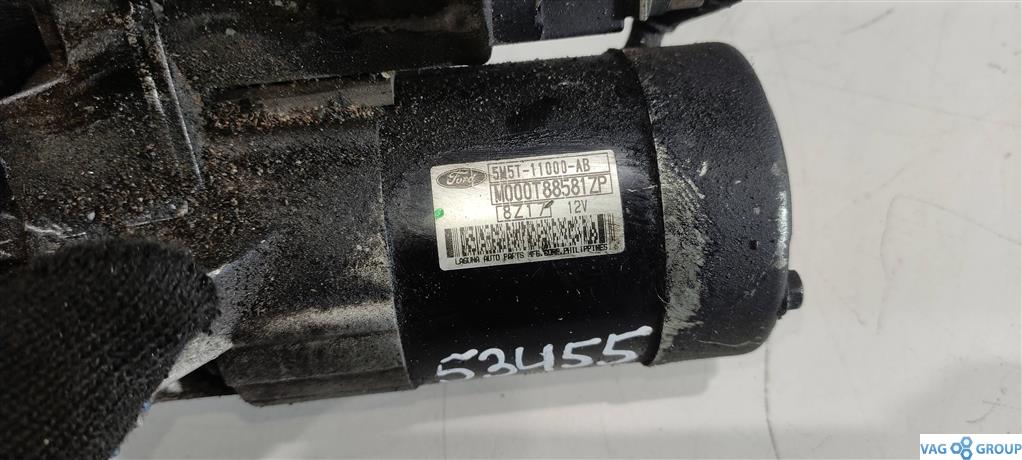 Ford
5M5T-11000-AB
M000T88581ZP
8Z17 12V
LAGUNA AUTO PARTS MFG.CORP.PHILIPPINES
53455
VAG GROUP